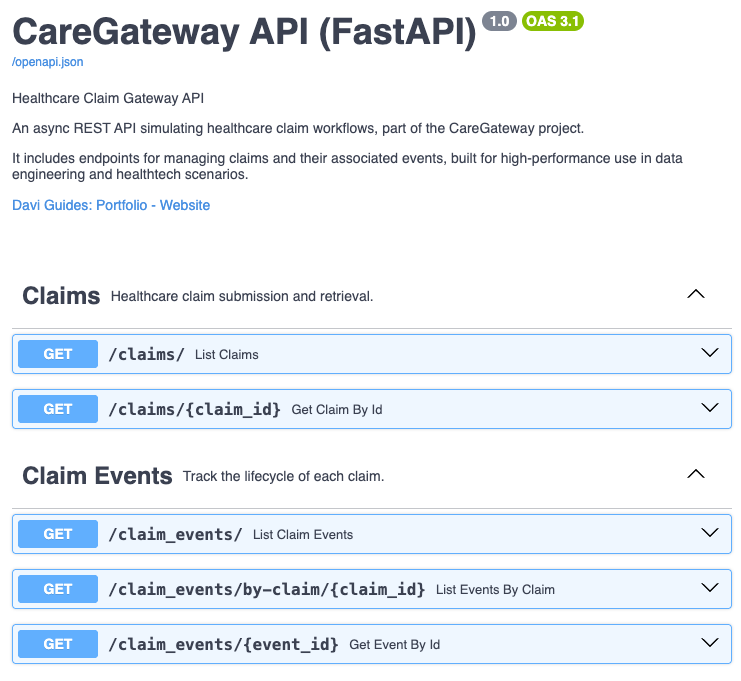 CareGateway API (FastAPI) 1.0 OAS 3.1
/openapi.json
Healthcare Claim Gateway API
An async REST API simulating healthcare claim workflows, part of the CareGateway project.
It includes endpoints for managing claims and their associated events, built for high-performance use in data
engineering and healthtech scenarios.
Davi Guides: Portfolio - Website
Claims Healthcare claim submission and retrieval.
GET /claims/ List Claims
GET /claims/{claim_id} Get Claim By Id
Claim Events Track the lifecycle of each claim.
GET /claim_events/ List Claim Events
GET /claim_events/by-claim/{claim_id} List Events By Claim
GET /claim_events/{event_id} Get Event By Id